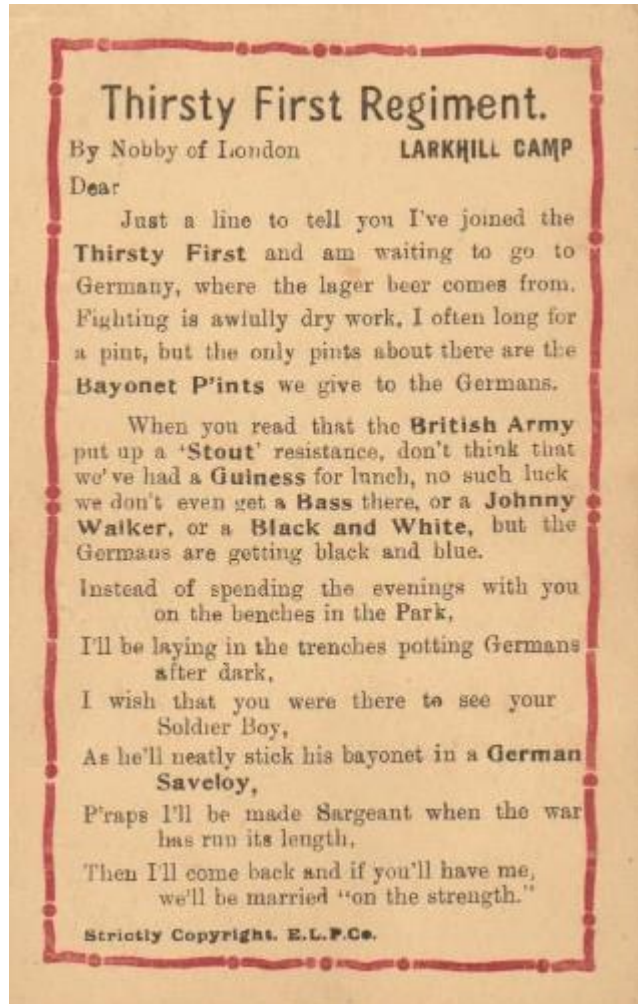 Thirsty First Regiment.
By Nobby of London LARKHILL CAMP
Dear
Just a line to tell you I've joined the
Thirsty First and am waiting to go to
Germany, where the lager beer comes from.
Fighting is awfully dry work, I often long for
a pint, but the only pints about there are the
Bayonet P'ints we give to the Germans.
When you read that the British Army
put up a 'Stout' resistance, don't think that
we've had a Guiness for lunch, no such luck
we don't even get a Bass there, or a Johnny
Walker, or a Black and White, but the
Germans are getting black and blue.
Instead of spending the evenings with you
on the benches in the Park,
I'll be laying in the trenches potting Germans
after dark,
I wish that you were there to see your
Soldier Boy,
As he'll neatly stick his bayonet in a German
Saveloy,
P'raps I'll be made Sargeant when the war
has run its length,
Then I'll come back and if you'll have me,
we'll be married "on the strength."
Strictly Copyright. E.L.P.Co.